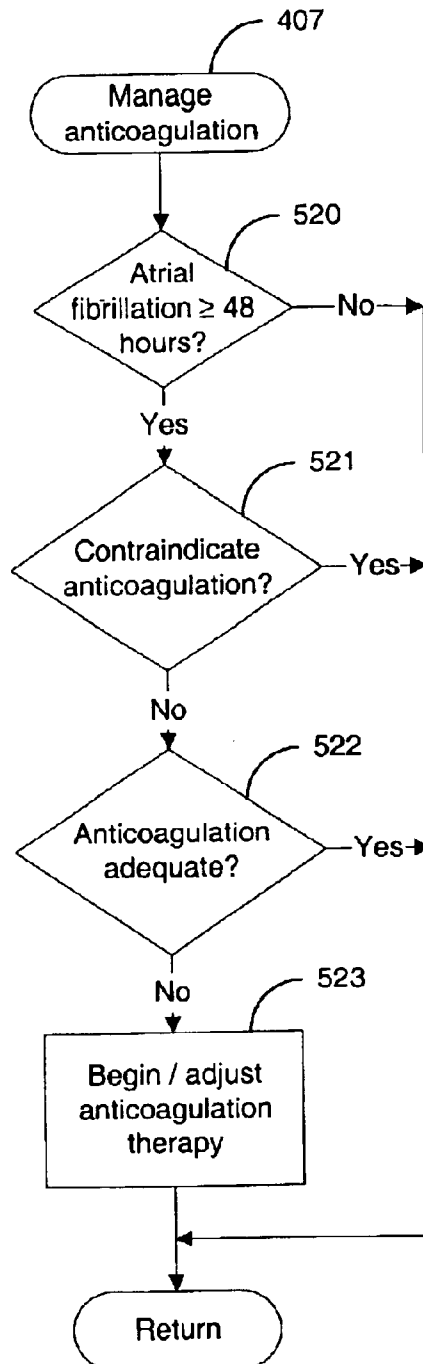 407
Manage
anticoagulation
520
Atrial
fibrillation ≥ 48
hours?
No
Yes
521
Contraindicate
anticoagulation?
Yes
No
522
Anticoagulation
adequate?
Yes
No
523
Begin / adjust
anticoagulation
therapy
Return